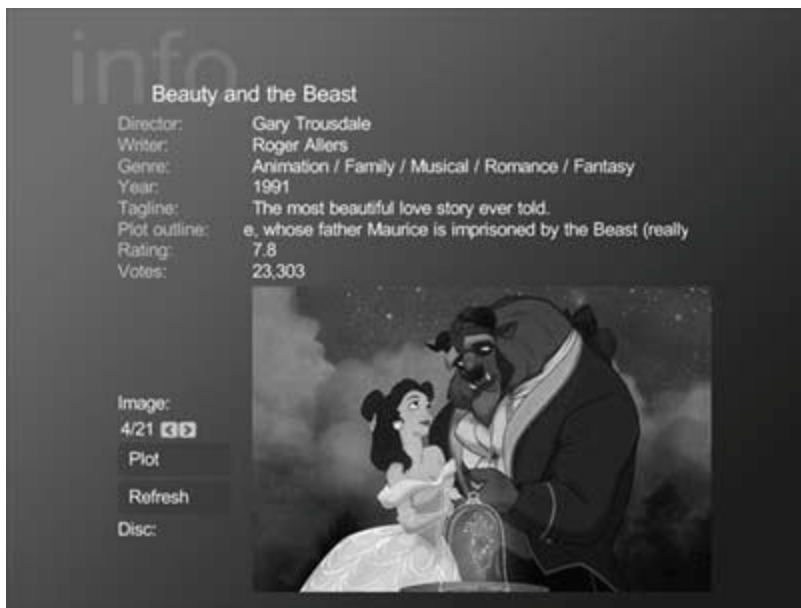 info
Beauty and the Beast
Director: Gary Trousdale
Writer: Roger Allers
Genre: Animation / Family / Musical / Romance / Fantasy
Year: 1991
Tagline: The most beautiful love story ever told.
Plot outline: e, whose father Maurice is imprisoned by the Beast (really
Rating: 7.8
Votes: 23,303
Image:
4/21
Plot
Refresh
Disc: